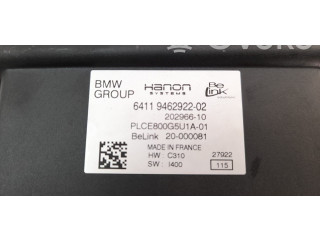 BMW GROUP
Hanon SYSTEMS
Be Link
6411 9462922-02
202966-10
PLCE800G5U1A-01
BeLink 20-000081
MADE IN FRANCE
HW : C310 27922
SW : I400 115